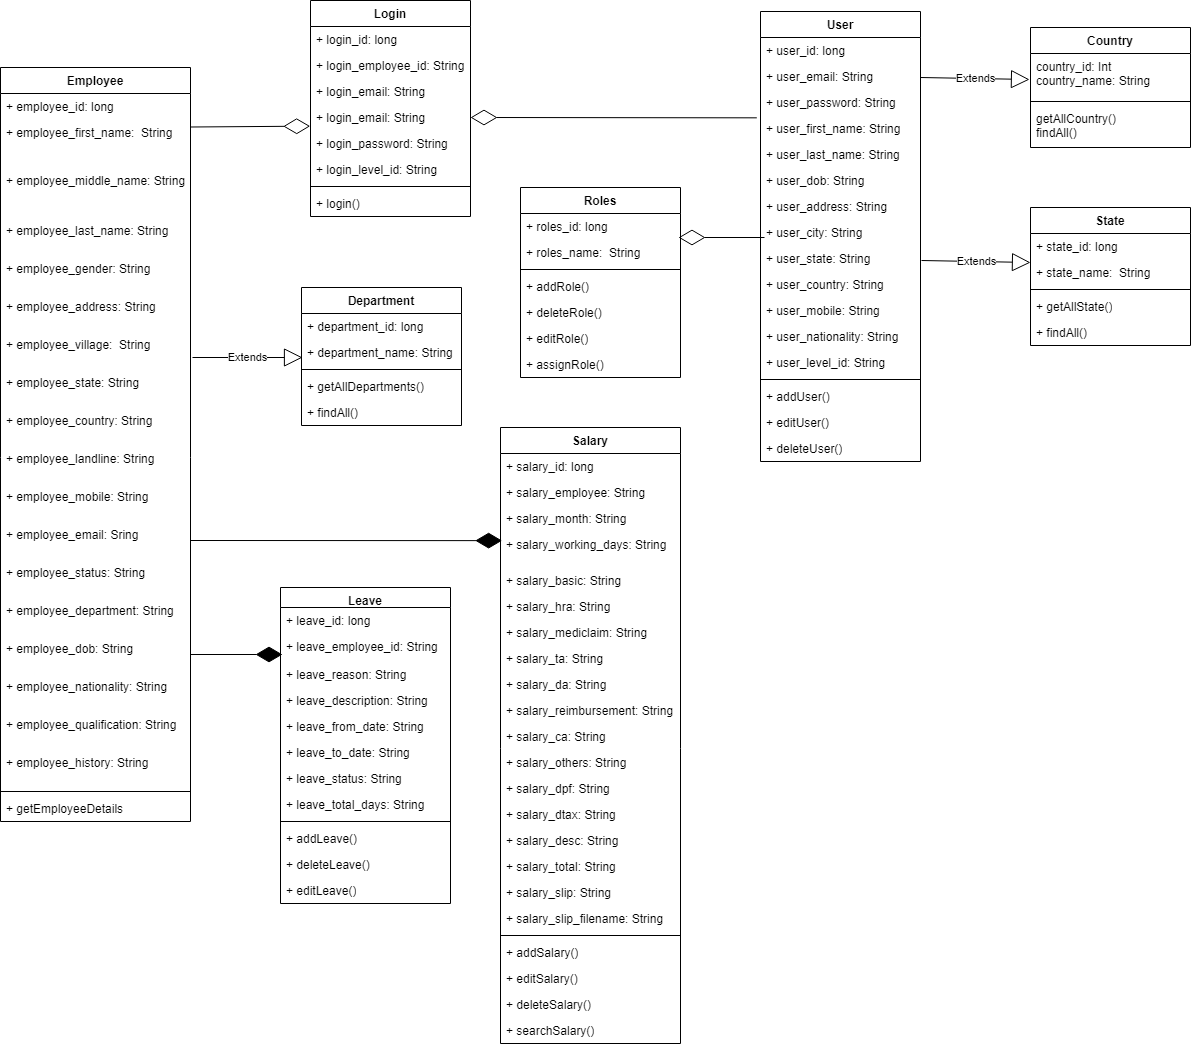 Employee
+ employee_id: long
+ employee_first_name:  String
+ employee_middle_name: String
+ employee_last_name: String
+ employee_gender: String
+ employee_address: String
+ employee_village:  String
+ employee_state: String
+ employee_country: String
+ employee_landline: String
+ employee_mobile: String
+ employee_email: Sring
+ employee_status: String
+ employee_department: String
+ employee_dob: String
+ employee_nationality: String
+ employee_qualification: String
+ employee_history: String
+ getEmployeeDetails
Login
+ login_id: long
+ login_employee_id: String
+ login_email: String
+ login_email: String
+ login_password: String
+ login_level_id: String
+ login()
Extends
Department
+ department_id: long
+ department_name: String
+ getAllDepartments()
+ findAll()
Leave
+ leave_id: long
+ leave_employee_id: String
+ leave_reason: String
+ leave_description: String
+ leave_from_date: String
+ leave_to_date: String
+ leave_status: String
+ leave_total_days: String
+ addLeave()
+ deleteLeave()
+ editLeave()
Roles
+ roles_id: long
+ roles_name:  String
+ addRole()
+ deleteRole()
+ editRole()
+ assignRole()
Salary
+ salary_id: long
+ salary_employee: String
+ salary_month: String
+ salary_working_days: String
+ salary_basic: String
+ salary_hra: String
+ salary_mediclaim: String
+ salary_ta: String
+ salary_da: String
+ salary_reimbursement: String
+ salary_ca: String
+ salary_others: String
+ salary_dpf: String
+ salary_dtax: String
+ salary_desc: String
+ salary_total: String
+ salary_slip: String
+ salary_slip_filename: String
+ addSalary()
+ editSalary()
+ deleteSalary()
+ searchSalary()
User
+ user_id: long
+ user_email: String
+ user_password: String
+ user_first_name: String
+ user_last_name: String
+ user_dob: String
+ user_address: String
+ user_city: String
+ user_state: String
+ user_country: String
+ user_mobile: String
+ user_nationality: String
+ user_level_id: String
+ addUser()
+ editUser()
+ deleteUser()
Extends
Country
country_id: Int
country_name: String
getAllCountry()
findAll()
Extends
State
+ state_id: long
+ state_name:  String
+ getAllState()
+ findAll()